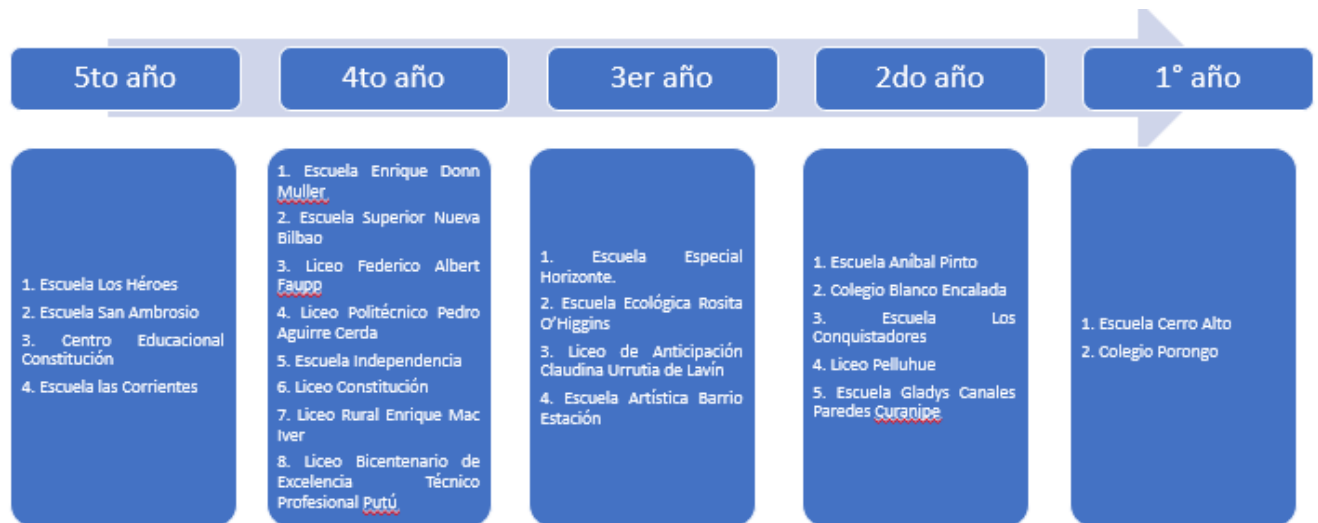 5to año
4to año
3er año
2do año
1° año
1. Escuela Los Héroes
2. Escuela San Ambrosio
3. Centro Educacional
Constitución
4. Escuela las Corrientes
1. Escuela Enrique Donn
Muller
2. Escuela Superior Nueva
Bilbao
3. Liceo Federico Albert
Faupp
4. Liceo Politécnico Pedro
Aguirre Cerda
5. Escuela Independencia
6. Liceo Constitución
7. Liceo Rural Enrique Mac
Iver
8. Liceo Bicentenario de
Excelencia Técnico
Profesional Putú
1. Escuela Especial
Horizonte.
2. Escuela Ecológica Rosita
O’Higgins
3. Liceo de Anticipación
Claudina Urrutia de Lavín
4. Escuela Artística Barrio
Estación
1. Escuela Aníbal Pinto
2. Colegio Blanco Encalada
3. Escuela Los
Conquistadores
4. Liceo Pelluhue
5. Escuela Gladys Canales
Paredes Curanipe
1. Escuela Cerro Alto
2. Colegio Porongo